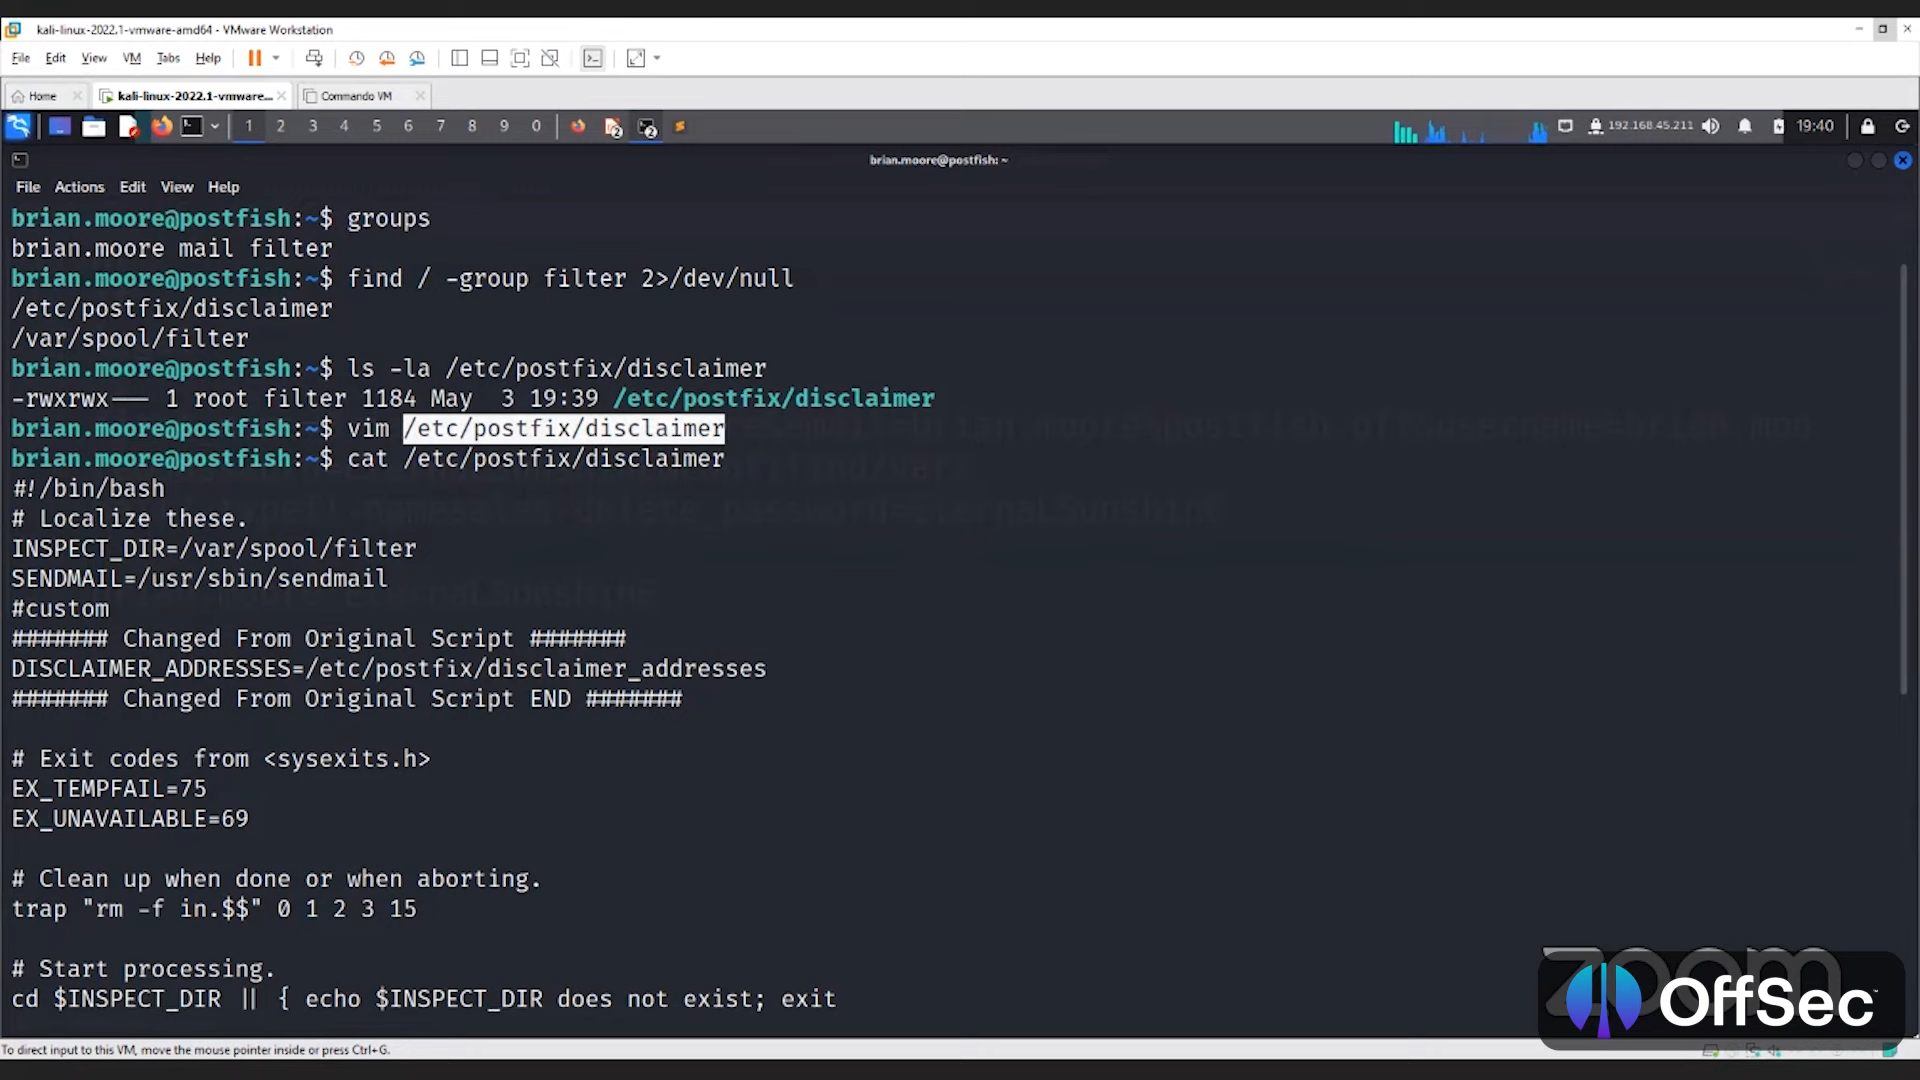 kali-linux-2022.1-vmware-amd64 - VMware Workstation
File Edit View VM Tabs Help
Home kali-linux-2022.1-vmware... Commando VM
1 2 3 4 5 6 7 8 9 0 2 2 192.168.45.211 19:40
brian.moore@postfish: ~
File Actions Edit View Help
brian.moore@postfish:~$ groups
brian.moore mail filter
brian.moore@postfish:~$ find / -group filter 2>/dev/null
/etc/postfix/disclaimer
/var/spool/filter
brian.moore@postfish:~$ ls -la /etc/postfix/disclaimer
-rwxrwx--- 1 root filter 1184 May  3 19:39 /etc/postfix/disclaimer
brian.moore@postfish:~$ vim /etc/postfix/disclaimer
brian.moore@postfish:~$ cat /etc/postfix/disclaimer
#!/bin/bash
# Localize these.
INSPECT_DIR=/var/spool/filter
SENDMAIL=/usr/sbin/sendmail
#custom
####### Changed From Original Script #######
DISCLAIMER_ADDRESSES=/etc/postfix/disclaimer_addresses
####### Changed From Original Script END #######
# Exit codes from <sysexits.h>
EX_TEMPFAIL=75
EX_UNAVAILABLE=69
# Clean up when done or when aborting.
trap "rm -f in.$$" 0 1 2 3 15
# Start processing.
cd $INSPECT_DIR || { echo $INSPECT_DIR does not exist; exit
zoom
OffSec™
To direct input to this VM, move the mouse pointer inside or press Ctrl+G.